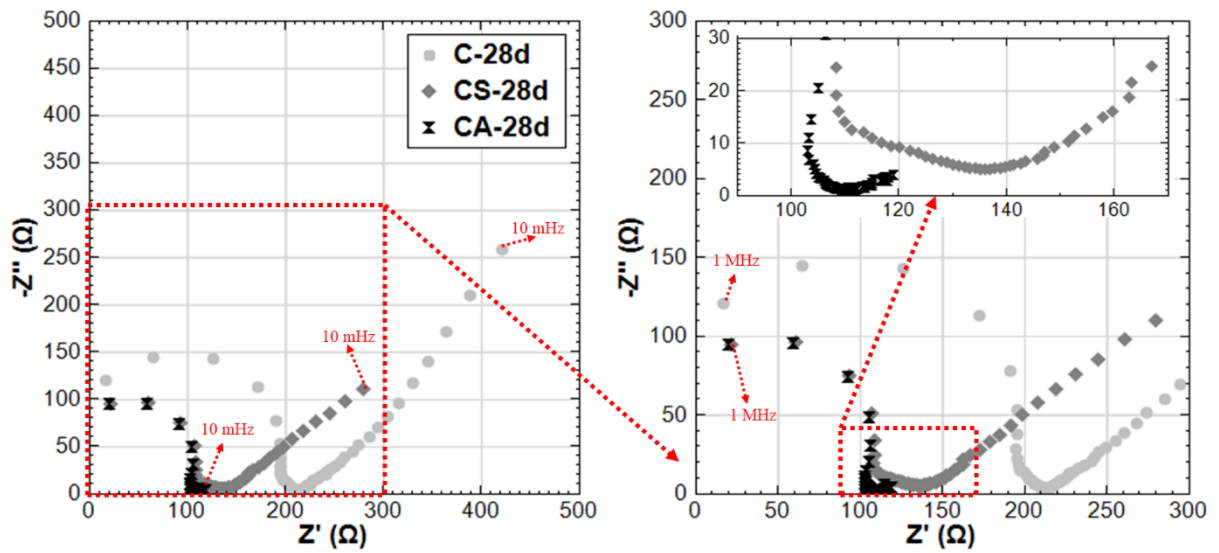 500
450
400
350
300
250
200
150
100
50
0
-Z" (Ω)
C-28d
CS-28d
CA-28d
10 mHz
10 mHz
10 mHz
0 100 200 300 400 500
Z' (Ω)
300
250
200
150
100
50
0
-Z" (Ω)
30
20
10
0
100 120 140 160
1 MHz
1 MHz
0 50 100 150 200 250 300
Z' (Ω)